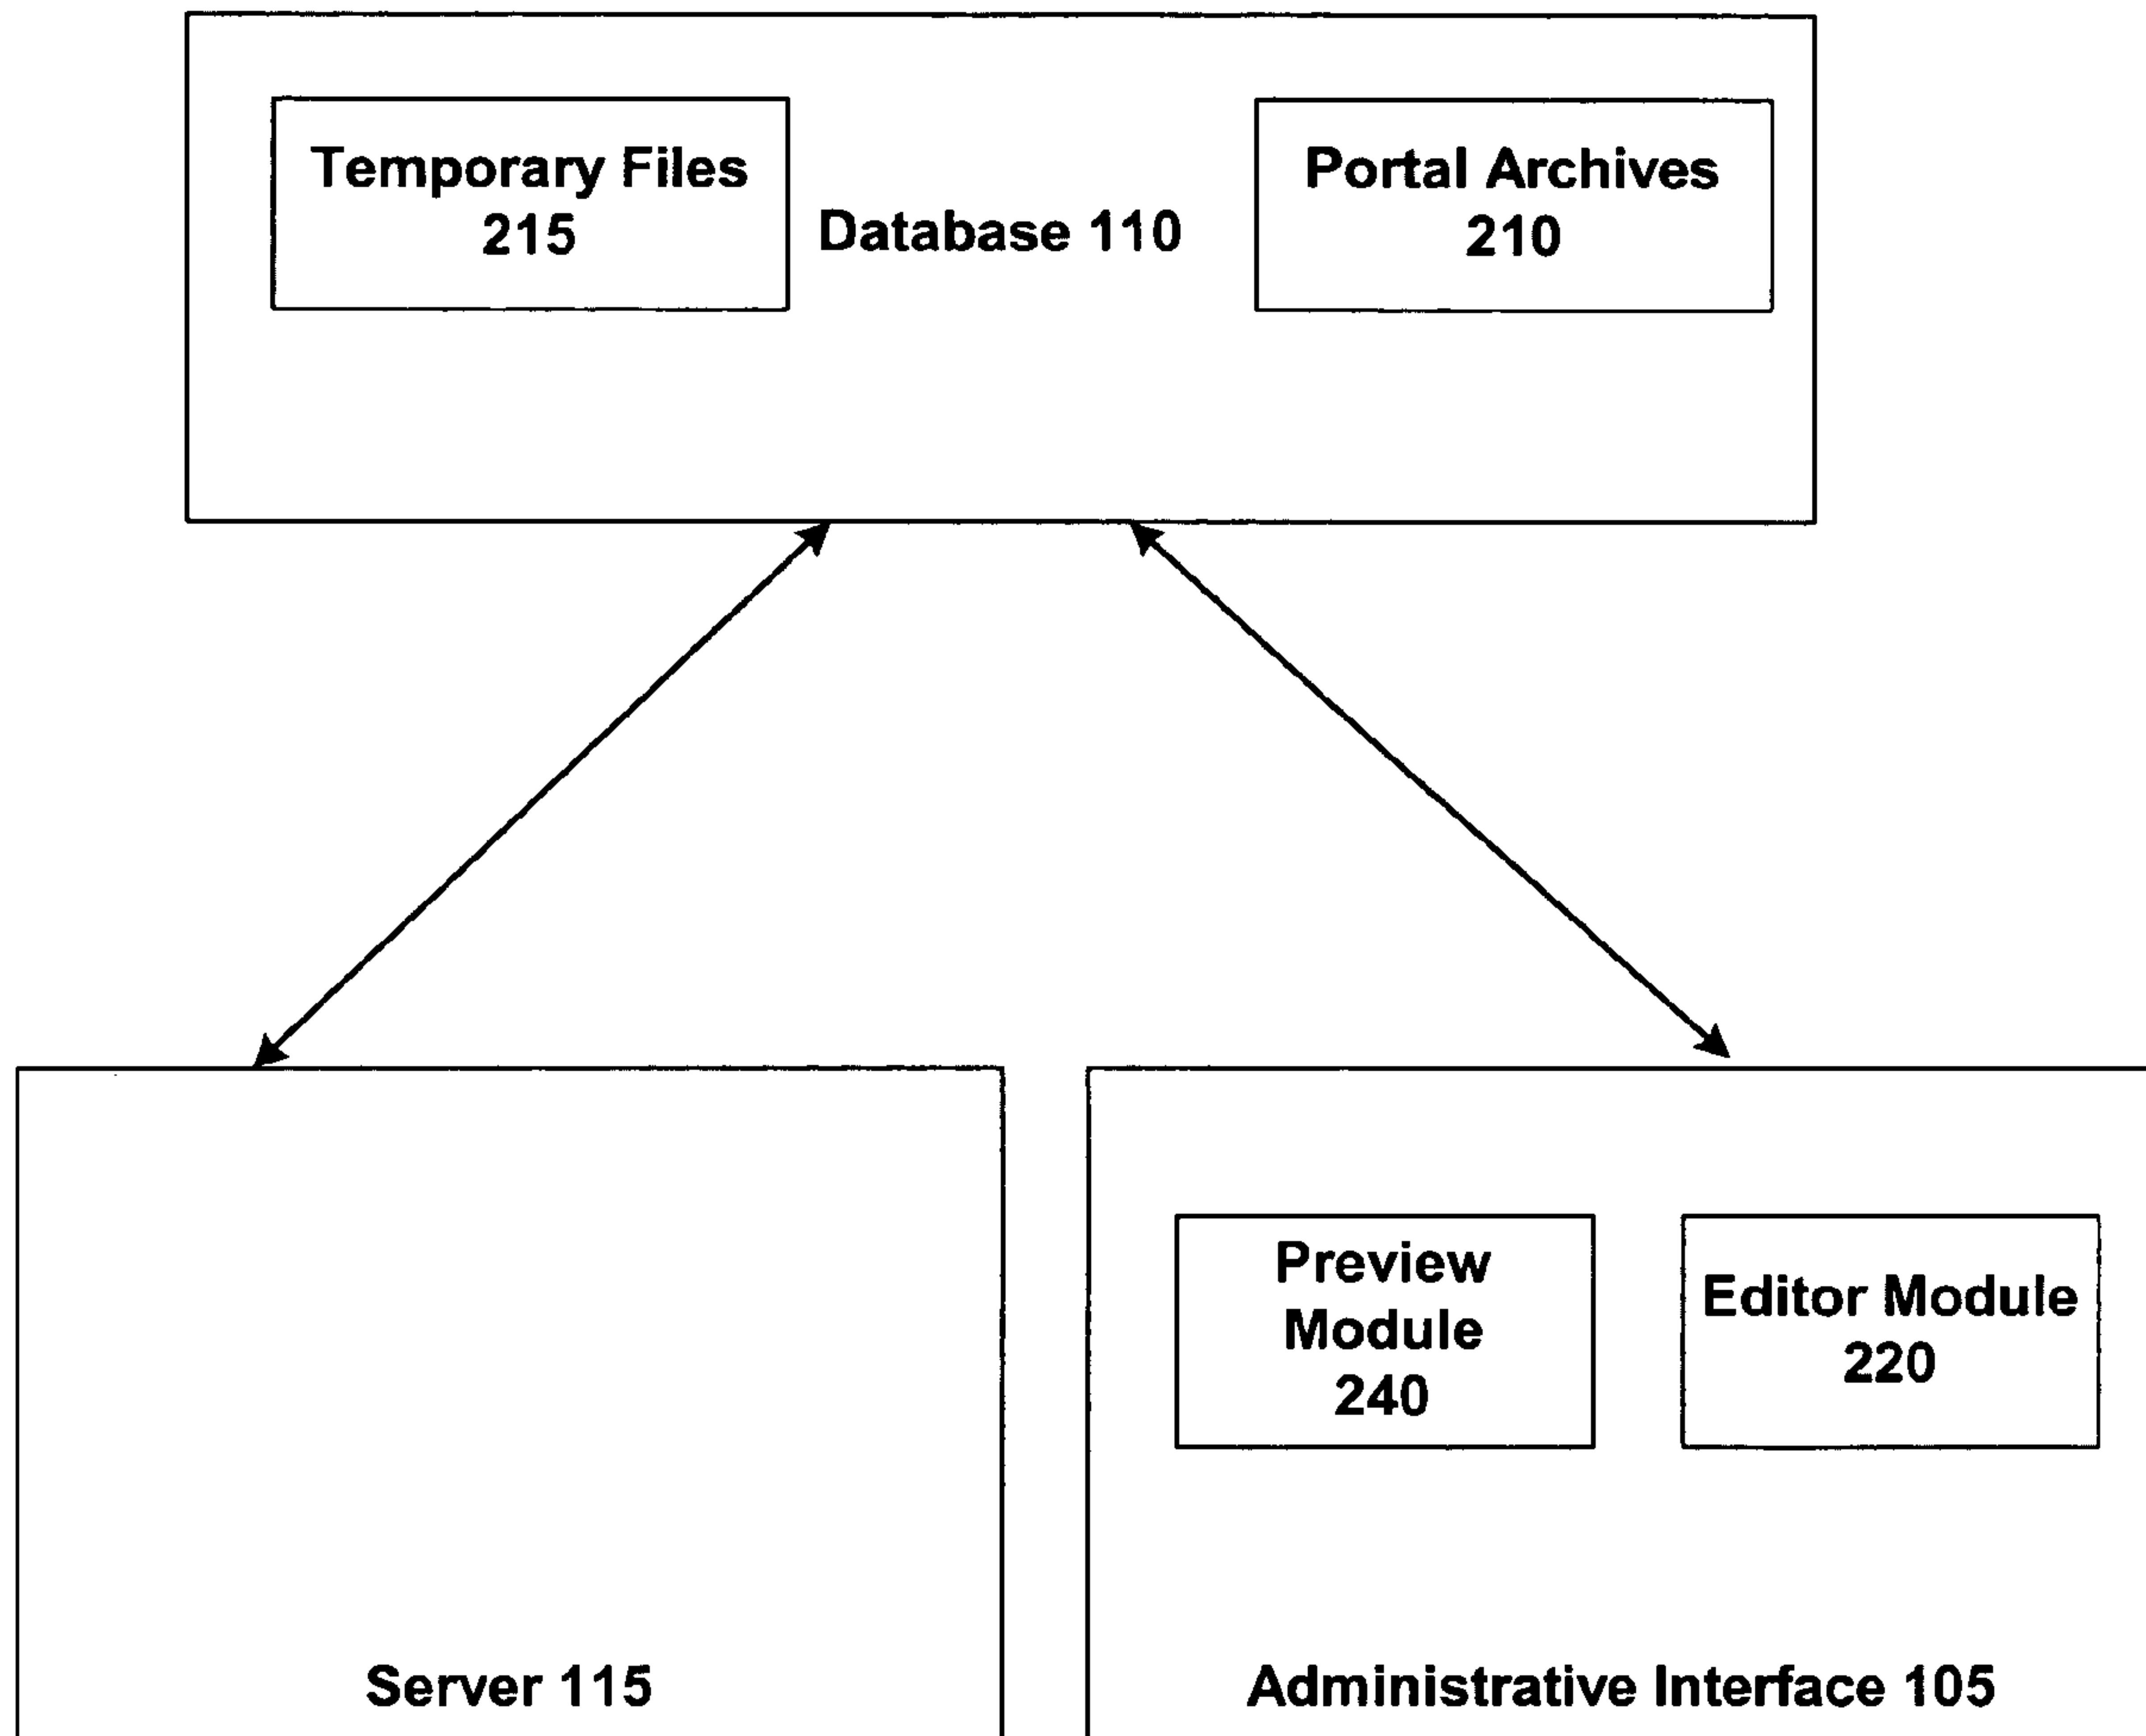 Temporary Files
215
Database 110
Portal Archives
210
Preview
Module
240
Editor Module
220
Server 115
Administrative Interface 105